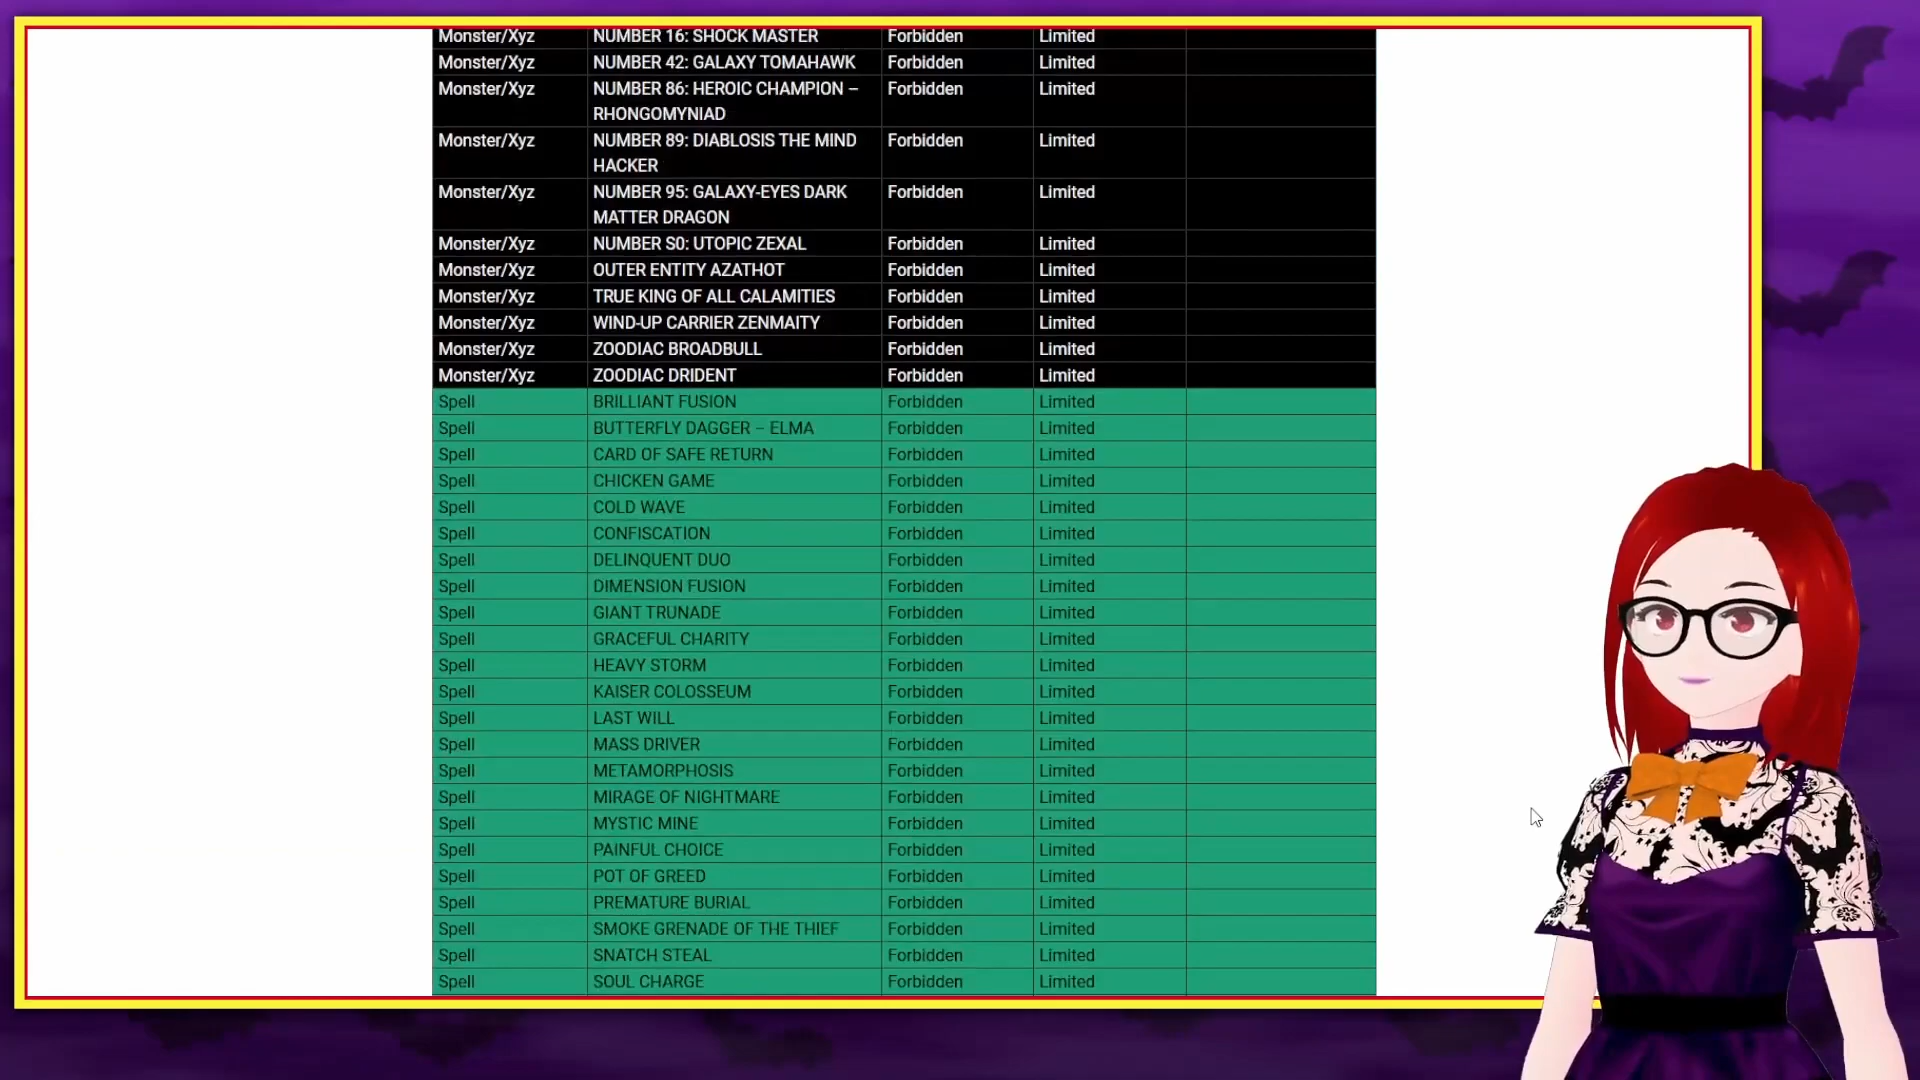 Monster/Xyz NUMBER 16: SHOCK MASTER Forbidden Limited
Monster/Xyz NUMBER 42: GALAXY TOMAHAWK Forbidden Limited
Monster/Xyz NUMBER 86: HEROIC CHAMPION – Forbidden Limited
RHONGOMYNIAD
Monster/Xyz NUMBER 89: DIABLOSIS THE MIND Forbidden Limited
HACKER
Monster/Xyz NUMBER 95: GALAXY-EYES DARK Forbidden Limited
MATTER DRAGON
Monster/Xyz NUMBER S0: UTOPIC ZEXAL Forbidden Limited
Monster/Xyz OUTER ENTITY AZATHOT Forbidden Limited
Monster/Xyz TRUE KING OF ALL CALAMITIES Forbidden Limited
Monster/Xyz WIND-UP CARRIER ZENMAITY Forbidden Limited
Monster/Xyz ZOODIAC BROADBULL Forbidden Limited
Monster/Xyz ZOODIAC DRIDENT Forbidden Limited
Spell BRILLIANT FUSION Forbidden Limited
Spell BUTTERFLY DAGGER – ELMA Forbidden Limited
Spell CARD OF SAFE RETURN Forbidden Limited
Spell CHICKEN GAME Forbidden Limited
Spell COLD WAVE Forbidden Limited
Spell CONFISCATION Forbidden Limited
Spell DELINQUENT DUO Forbidden Limited
Spell DIMENSION FUSION Forbidden Limited
Spell GIANT TRUNADE Forbidden Limited
Spell GRACEFUL CHARITY Forbidden Limited
Spell HEAVY STORM Forbidden Limited
Spell KAISER COLOSSEUM Forbidden Limited
Spell LAST WILL Forbidden Limited
Spell MASS DRIVER Forbidden Limited
Spell METAMORPHOSIS Forbidden Limited
Spell MIRAGE OF NIGHTMARE Forbidden Limited
Spell MYSTIC MINE Forbidden Limited
Spell PAINFUL CHOICE Forbidden Limited
Spell POT OF GREED Forbidden Limited
Spell PREMATURE BURIAL Forbidden Limited
Spell SMOKE GRENADE OF THE THIEF Forbidden Limited
Spell SNATCH STEAL Forbidden Limited
Spell SOUL CHARGE Forbidden Limited